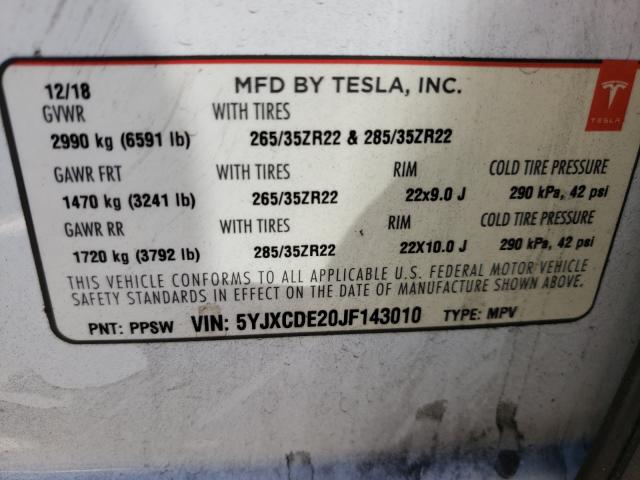 12/18 MFD BY TESLA, INC.
GVWR WITH TIRES
2990 kg (6591 lb) 265/35ZR22 & 285/35ZR22
GAWR FRT WITH TIRES RIM COLD TIRE PRESSURE
1470 kg (3241 lb) 265/35ZR22 22x9.0 J 290 kPa, 42 psi
GAWR RR WITH TIRES RIM COLD TIRE PRESSURE
1720 kg (3792 lb) 285/35ZR22 22X10.0 J 290 kPa, 42 psi
THIS VEHICLE CONFORMS TO ALL APPLICABLE U.S. FEDERAL MOTOR VEHICLE
SAFETY STANDARDS IN EFFECT ON THE DATE OF MANUFACTURE SHOWN ABOVE.
PNT: PPSW VIN: 5YJXCDE20JF143010 TYPE: MPV
TESLA